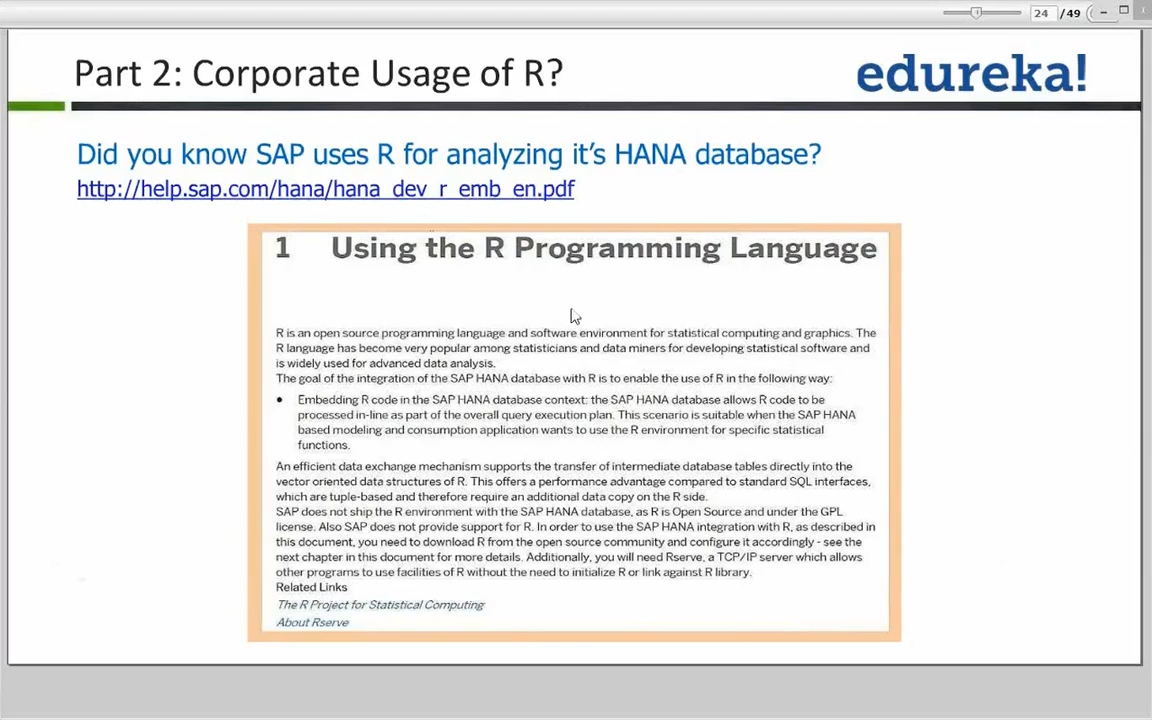 24 /49
Part 2: Corporate Usage of R?
edureka!
Did you know SAP uses R for analyzing it's HANA database?
http://help.sap.com/hana/hana_dev_r_emb_en.pdf
1 Using the R Programming Language
R is an open source programming language and software environment for statistical computing and graphics. The
R language has become very popular among statisticians and data miners for developing statistical software and
is widely used for advanced data analysis.
The goal of the integration of the SAP HANA database with R is to enable the use of R in the following way:
• Embedding R code in the SAP HANA database context: the SAP HANA database allows R code to be
processed in-line as part of the overall query execution plan. This scenario is suitable when the SAP HANA
based modeling and consumption application wants to use the R environment for specific statistical
functions.
An efficient data exchange mechanism supports the transfer of intermediate database tables directly into the
vector oriented data structures of R. This offers a performance advantage compared to standard SQL interfaces,
which are tuple-based and therefore require an additional data copy on the R side.
SAP does not ship the R environment with the SAP HANA database, as R is Open Source and under the GPL
license. Also SAP does not provide support for R. In order to use the SAP HANA integration with R, as described in
this document, you need to download R from the open source community and configure it accordingly - see the
next chapter in this document for more details. Additionally, you will need Rserve, a TCP/IP server which allows
other programs to use facilities of R without the need to initialize R or link against R library.
Related Links
The R Project for Statistical Computing
About Rserve